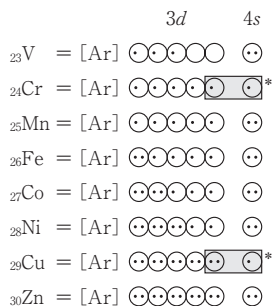 3d 4s
₂₃V = [Ar]
₂₄Cr = [Ar] *
₂₅Mn = [Ar]
₂₆Fe = [Ar]
₂₇Co = [Ar]
₂₈Ni = [Ar]
₂₉Cu = [Ar] *
₃₀Zn = [Ar]